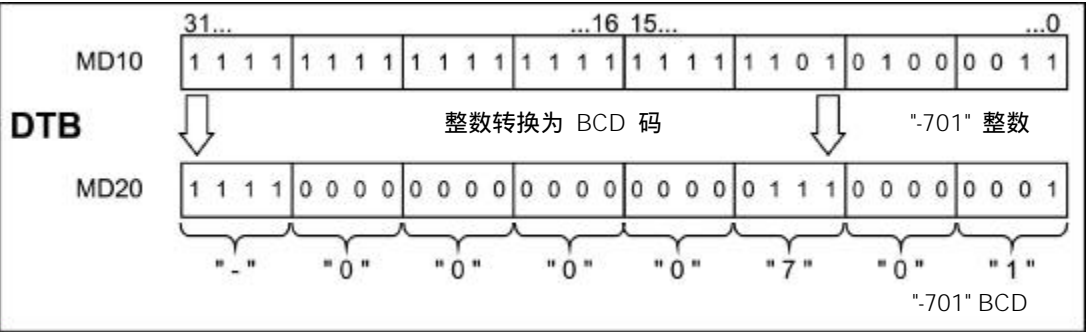 31... ...16 15... ...0
MD10 1 1 1 1 1 1 1 1 1 1 1 1 1 1 1 1 1 1 1 1 1 1 0 1 0 1 0 0 0 0 1 1
DTB 整数转换为 BCD 码 "-701" 整数
MD20 1 1 1 1 0 0 0 0 0 0 0 0 0 0 0 0 0 0 0 0 0 1 1 1 0 0 0 0 0 0 0 1
"-" "0" "0" "0" "0" "7" "0" "1"
"-701" BCD